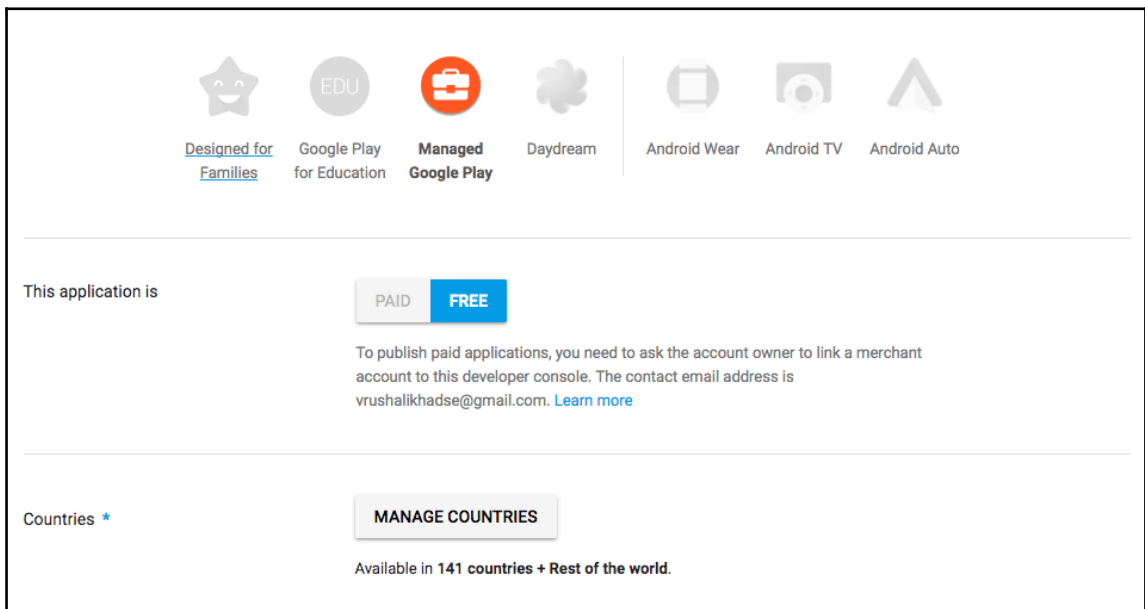 EDU
Designed for Families
Google Play for Education
Managed Google Play
Daydream
Android Wear
Android TV
Android Auto
This application is
PAID
FREE
To publish paid applications, you need to ask the account owner to link a merchant
account to this developer console. The contact email address is
vrushalikhadse@gmail.com. Learn more
Countries *
MANAGE COUNTRIES
Available in 141 countries + Rest of the world.